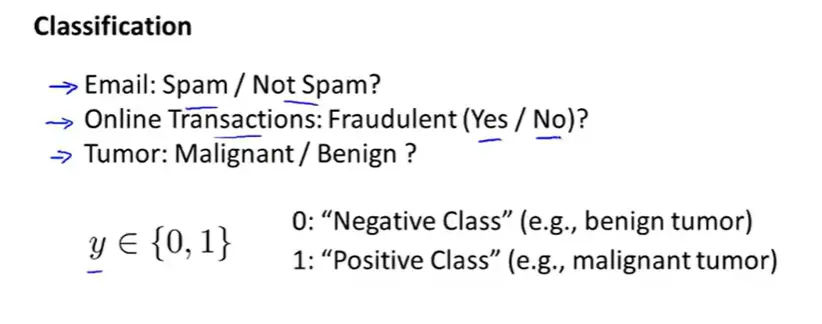 Classification
→ Email: Spam / Not Spam?
→ Online Transactions: Fraudulent (Yes / No)?
→ Tumor: Malignant / Benign ?
0: “Negative Class” (e.g., benign tumor)
y ∈ {0, 1}
1: “Positive Class” (e.g., malignant tumor)